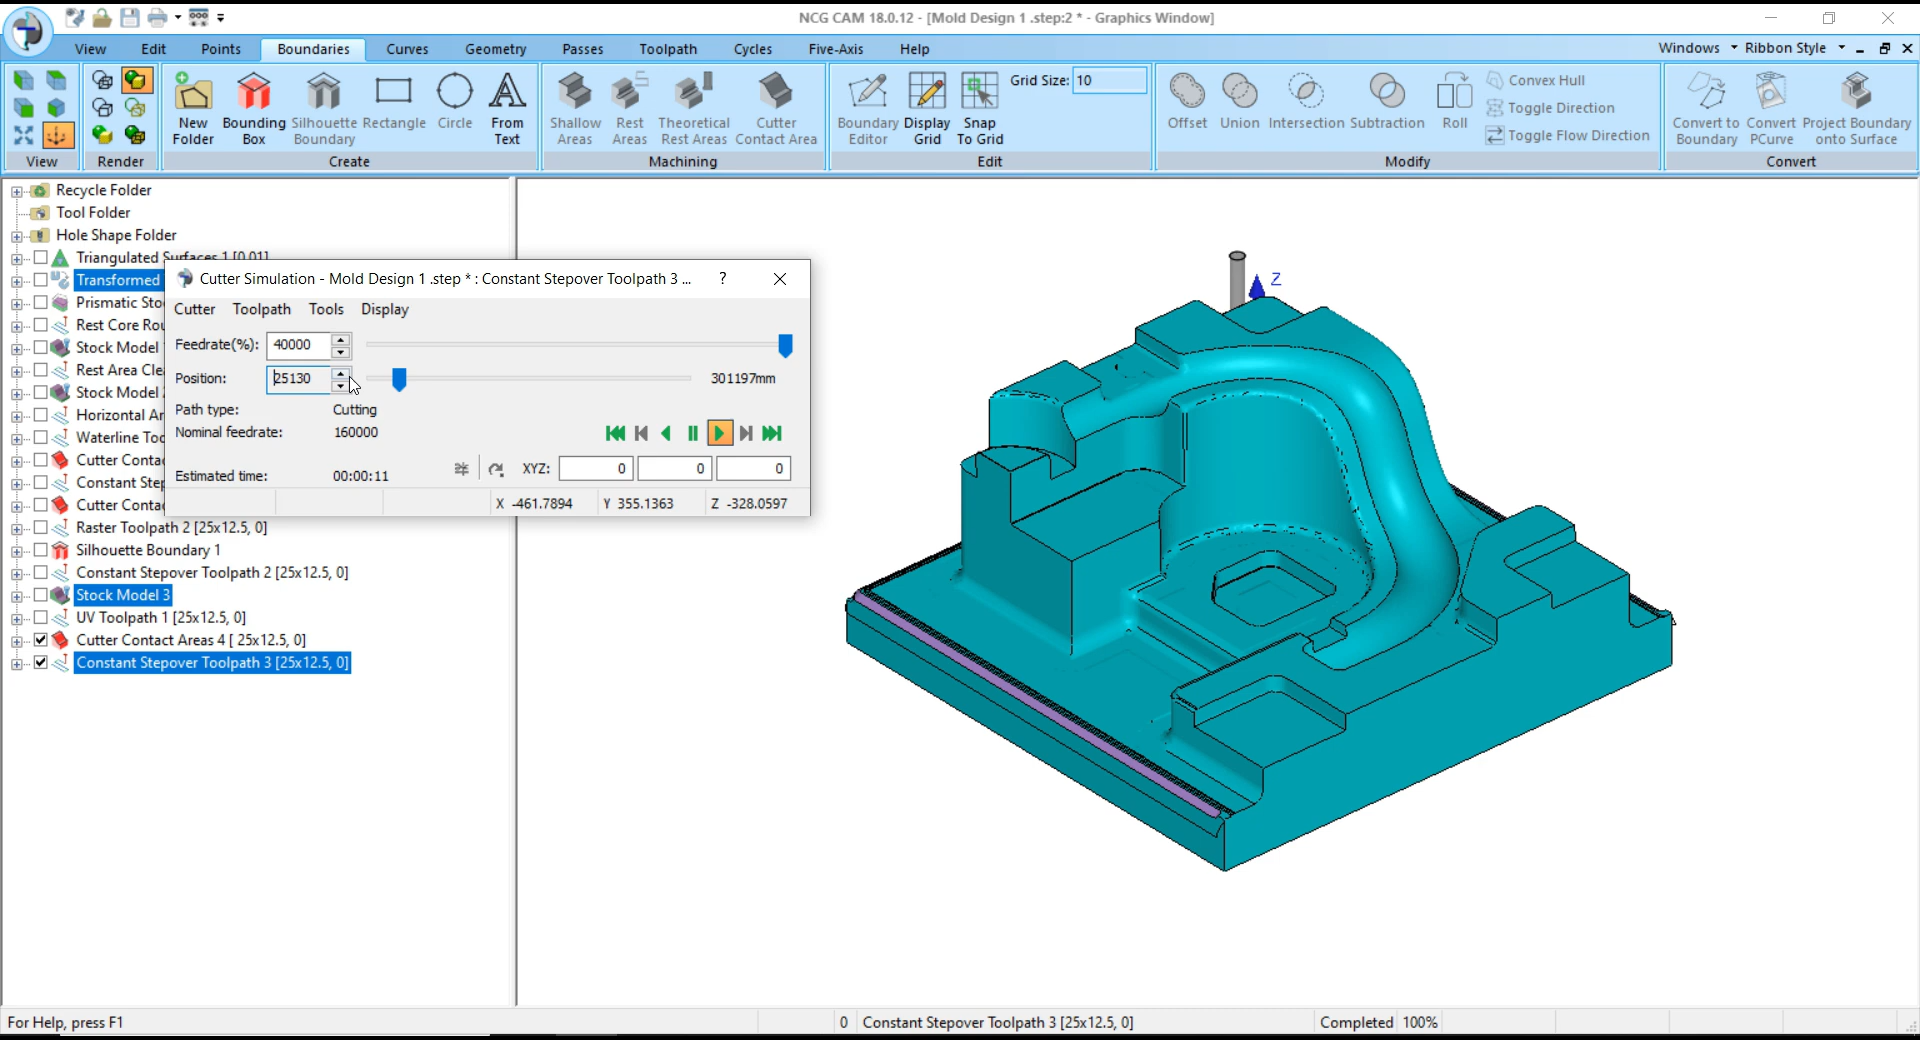 NCG CAM 18.0.12 - [Mold Design 1 .step:2 * - Graphics Window]
View Edit Points Boundaries Curves Geometry Passes Toolpath Cycles Five-Axis Help Windows Ribbon Style
New Folder Bounding Box Silhouette Boundary Rectangle Circle From Text
Shallow Areas Rest Areas Theoretical Rest Areas Cutter Contact Area
Boundary Editor Display Grid Snap To Grid Grid Size: 10
Offset Union Intersection Subtraction Roll
Convex Hull
Toggle Direction
Toggle Flow Direction
Convert to Boundary Convert PCurve Project Boundary onto Surface
View Render Create Machining Edit Modify Convert
Recycle Folder
Tool Folder
Hole Shape Folder
Triangulated Surfaces 1 [0.01]
Transformed
Prismatic Sto
Rest Core Rou
Stock Model
Rest Area Cle
Stock Model
Horizontal Ar
Waterline Too
Cutter Conta
Constant Step
Cutter Conta
Raster Toolpath 2 [25x12.5, 0]
Silhouette Boundary 1
Constant Stepover Toolpath 2 [25x12.5, 0]
Stock Model 3
UV Toolpath 1 [25x12.5, 0]
Cutter Contact Areas 4 [ 25x12.5, 0]
Constant Stepover Toolpath 3 [25x12.5, 0]
Cutter Simulation - Mold Design 1 .step * : Constant Stepover Toolpath 3 ... ?
Cutter Toolpath Tools Display
Feedrate(%): 40000
Position: 25130 301197mm
Path type: Cutting
Nominal feedrate: 160000
Estimated time: 00:00:11 XYZ: 0 0 0
X -461.7894 Y 355.1363 Z -328.0597
Z
For Help, press F1 0 Constant Stepover Toolpath 3 [25x12.5, 0] Completed 100%